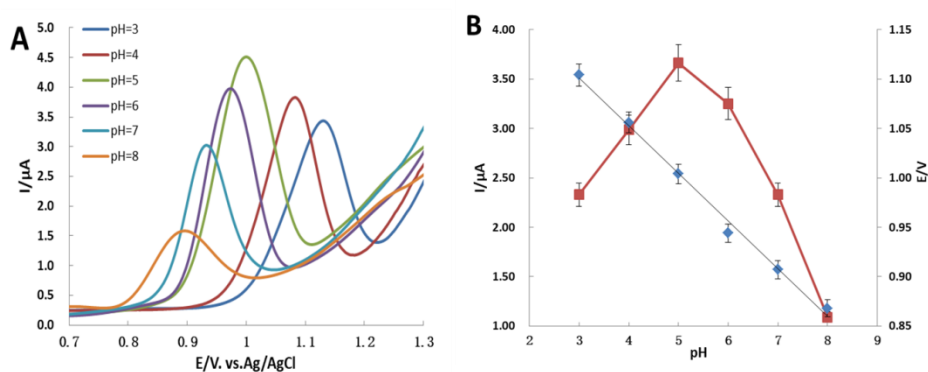 A
pH=3
pH=4
pH=5
pH=6
pH=7
pH=8
I/μA
5.0
4.5
4.0
3.5
3.0
2.5
2.0
1.5
1.0
0.5
0.0
0.7 0.8 0.9 1 1.1 1.2 1.3
E/V. vs.Ag/AgCl
B
I/μA
4.00
3.50
3.00
2.50
2.00
1.50
1.00
2 3 4 5 6 7 8 9
pH
1.15
1.10
1.05
1.00
0.95
0.90
0.85
E/V